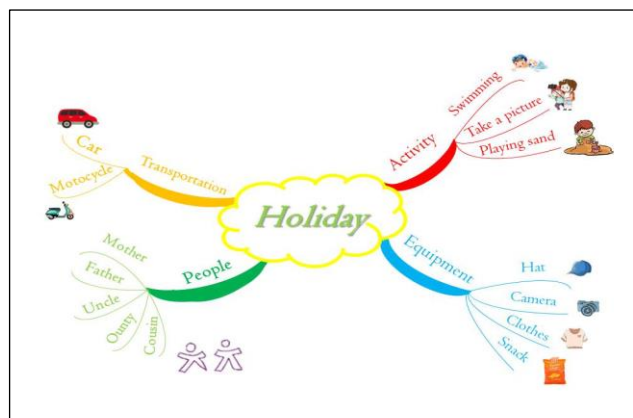 Holiday
Transportation
Car
Motocycle
Activity
Swimming
Take a picture
Playing sand
People
Mother
Father
Uncle
Ounty
Cousin
Equipment
Hat
Camera
Clothes
Snack